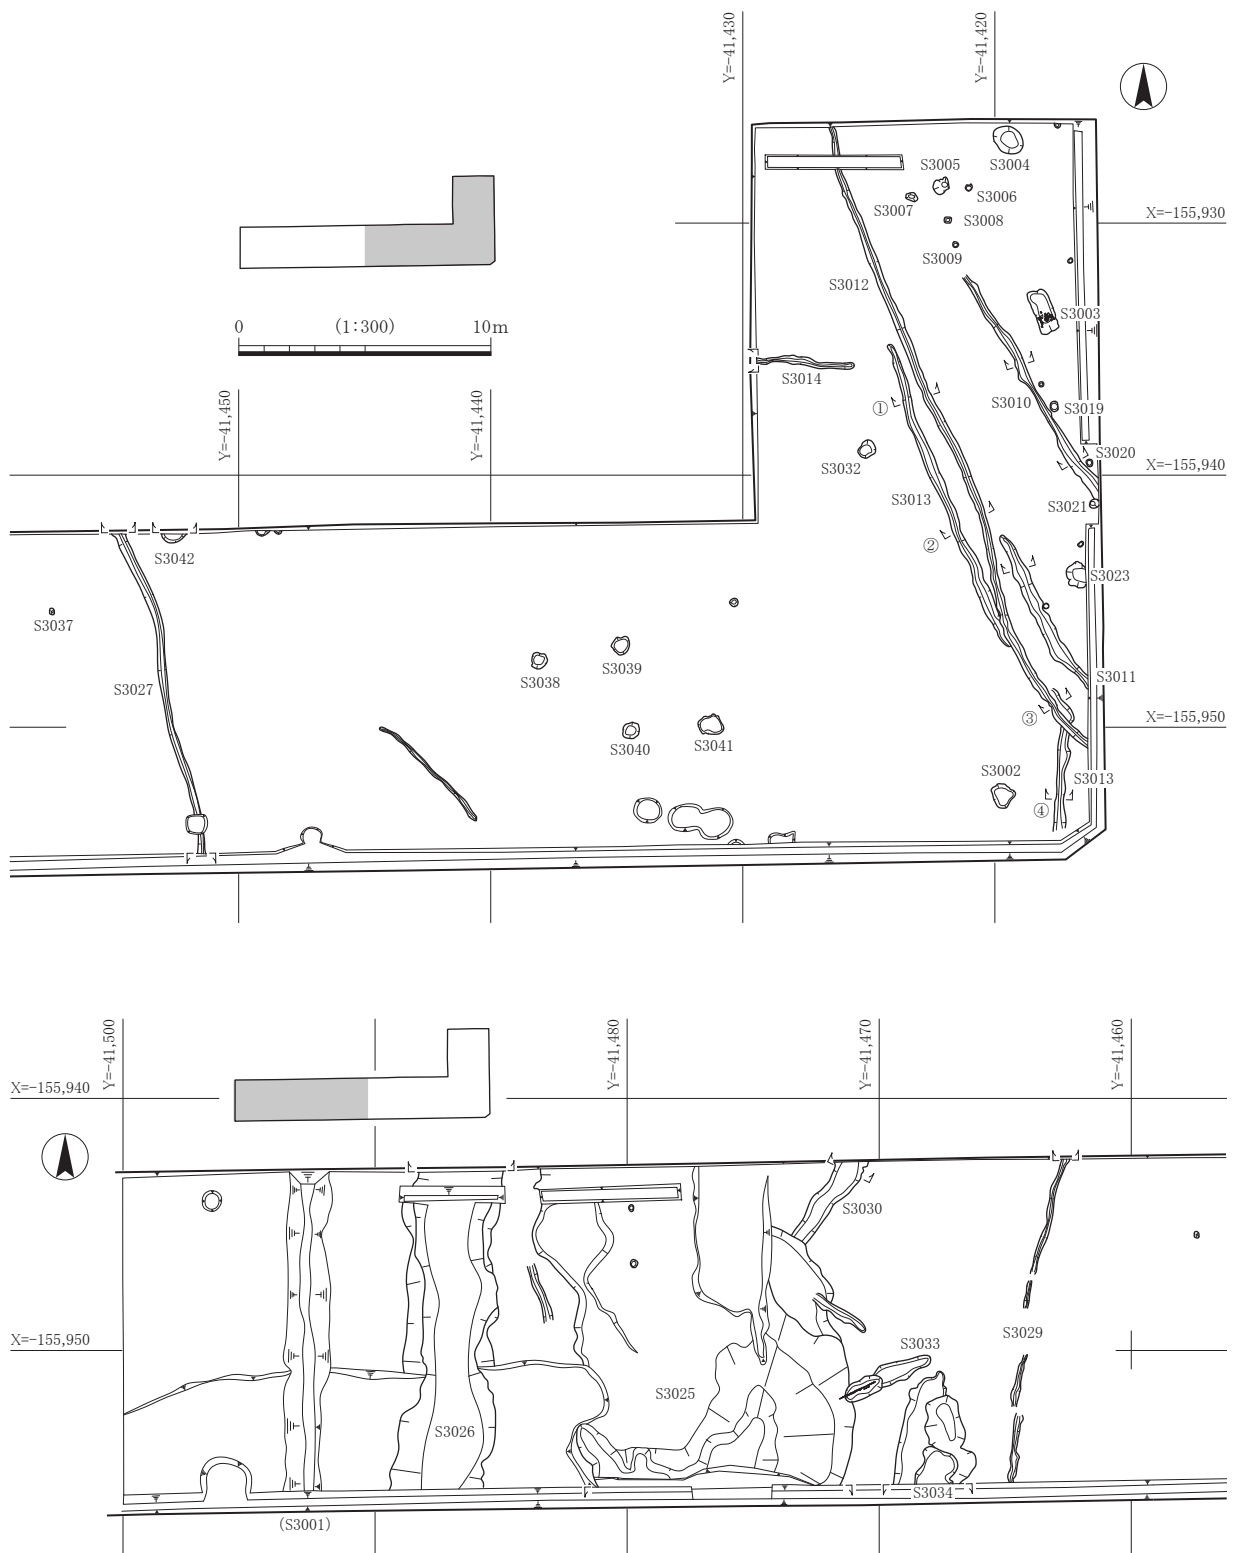 Y=-41,430
Y=-41,420
S3005
S3004
S3006
S3007
X=-155,930
S3008
S3009
S3012
S3003
0
(1:300)
10m
S3014
Y=-41,450
Y=-41,440
①
S3010
S3019
S3020
S3032
X=-155,940
S3013
S3021
②
S3042
S3023
S3037
S3039
S3038
S3011
S3027
③
X=-155,950
S3040
S3041
S3002
S3013
④
Y=-41,500
Y=-41,480
Y=-41,470
Y=-41,460
X=-155,940
S3030
X=-155,950
S3029
S3033
S3025
S3026
S3034
(S3001)